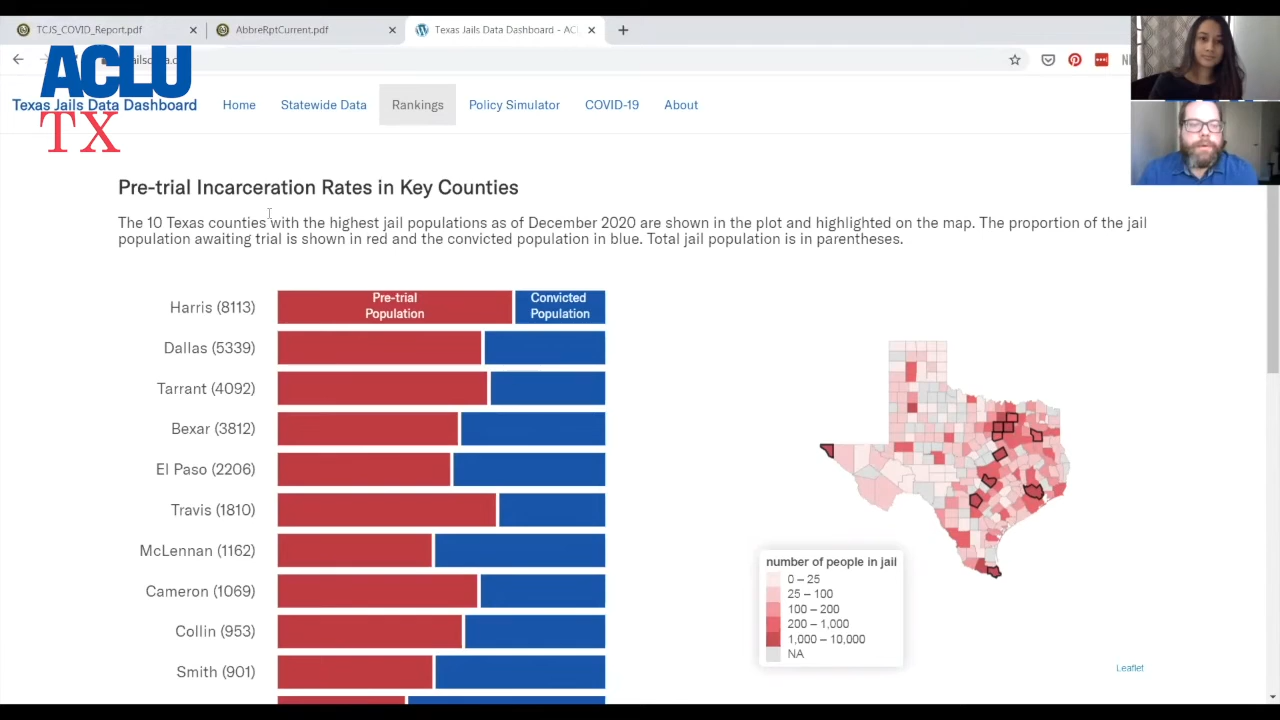 TCJS_COVID_Report.pdf
AbbreRptCurrent.pdf
Texas Jails Data Dashboard - ACL
ACLU
TX
Texas Jails Data Dashboard
Home
Statewide Data
Rankings
Policy Simulator
COVID-19
About
Pre-trial Incarceration Rates in Key Counties
The 10 Texas counties with the highest jail populations as of December 2020 are shown in the plot and highlighted on the map. The proportion of the jail
population awaiting trial is shown in red and the convicted population in blue. Total jail population is in parentheses.
Harris (8113)
Pre-trial
Population
Convicted
Population
Dallas (5339)
Tarrant (4092)
Bexar (3812)
El Paso (2206)
Travis (1810)
McLennan (1162)
Cameron (1069)
Collin (953)
Smith (901)
number of people in jail
0 – 25
25 – 100
100 – 200
200 – 1,000
1,000 – 10,000
NA
Leaflet